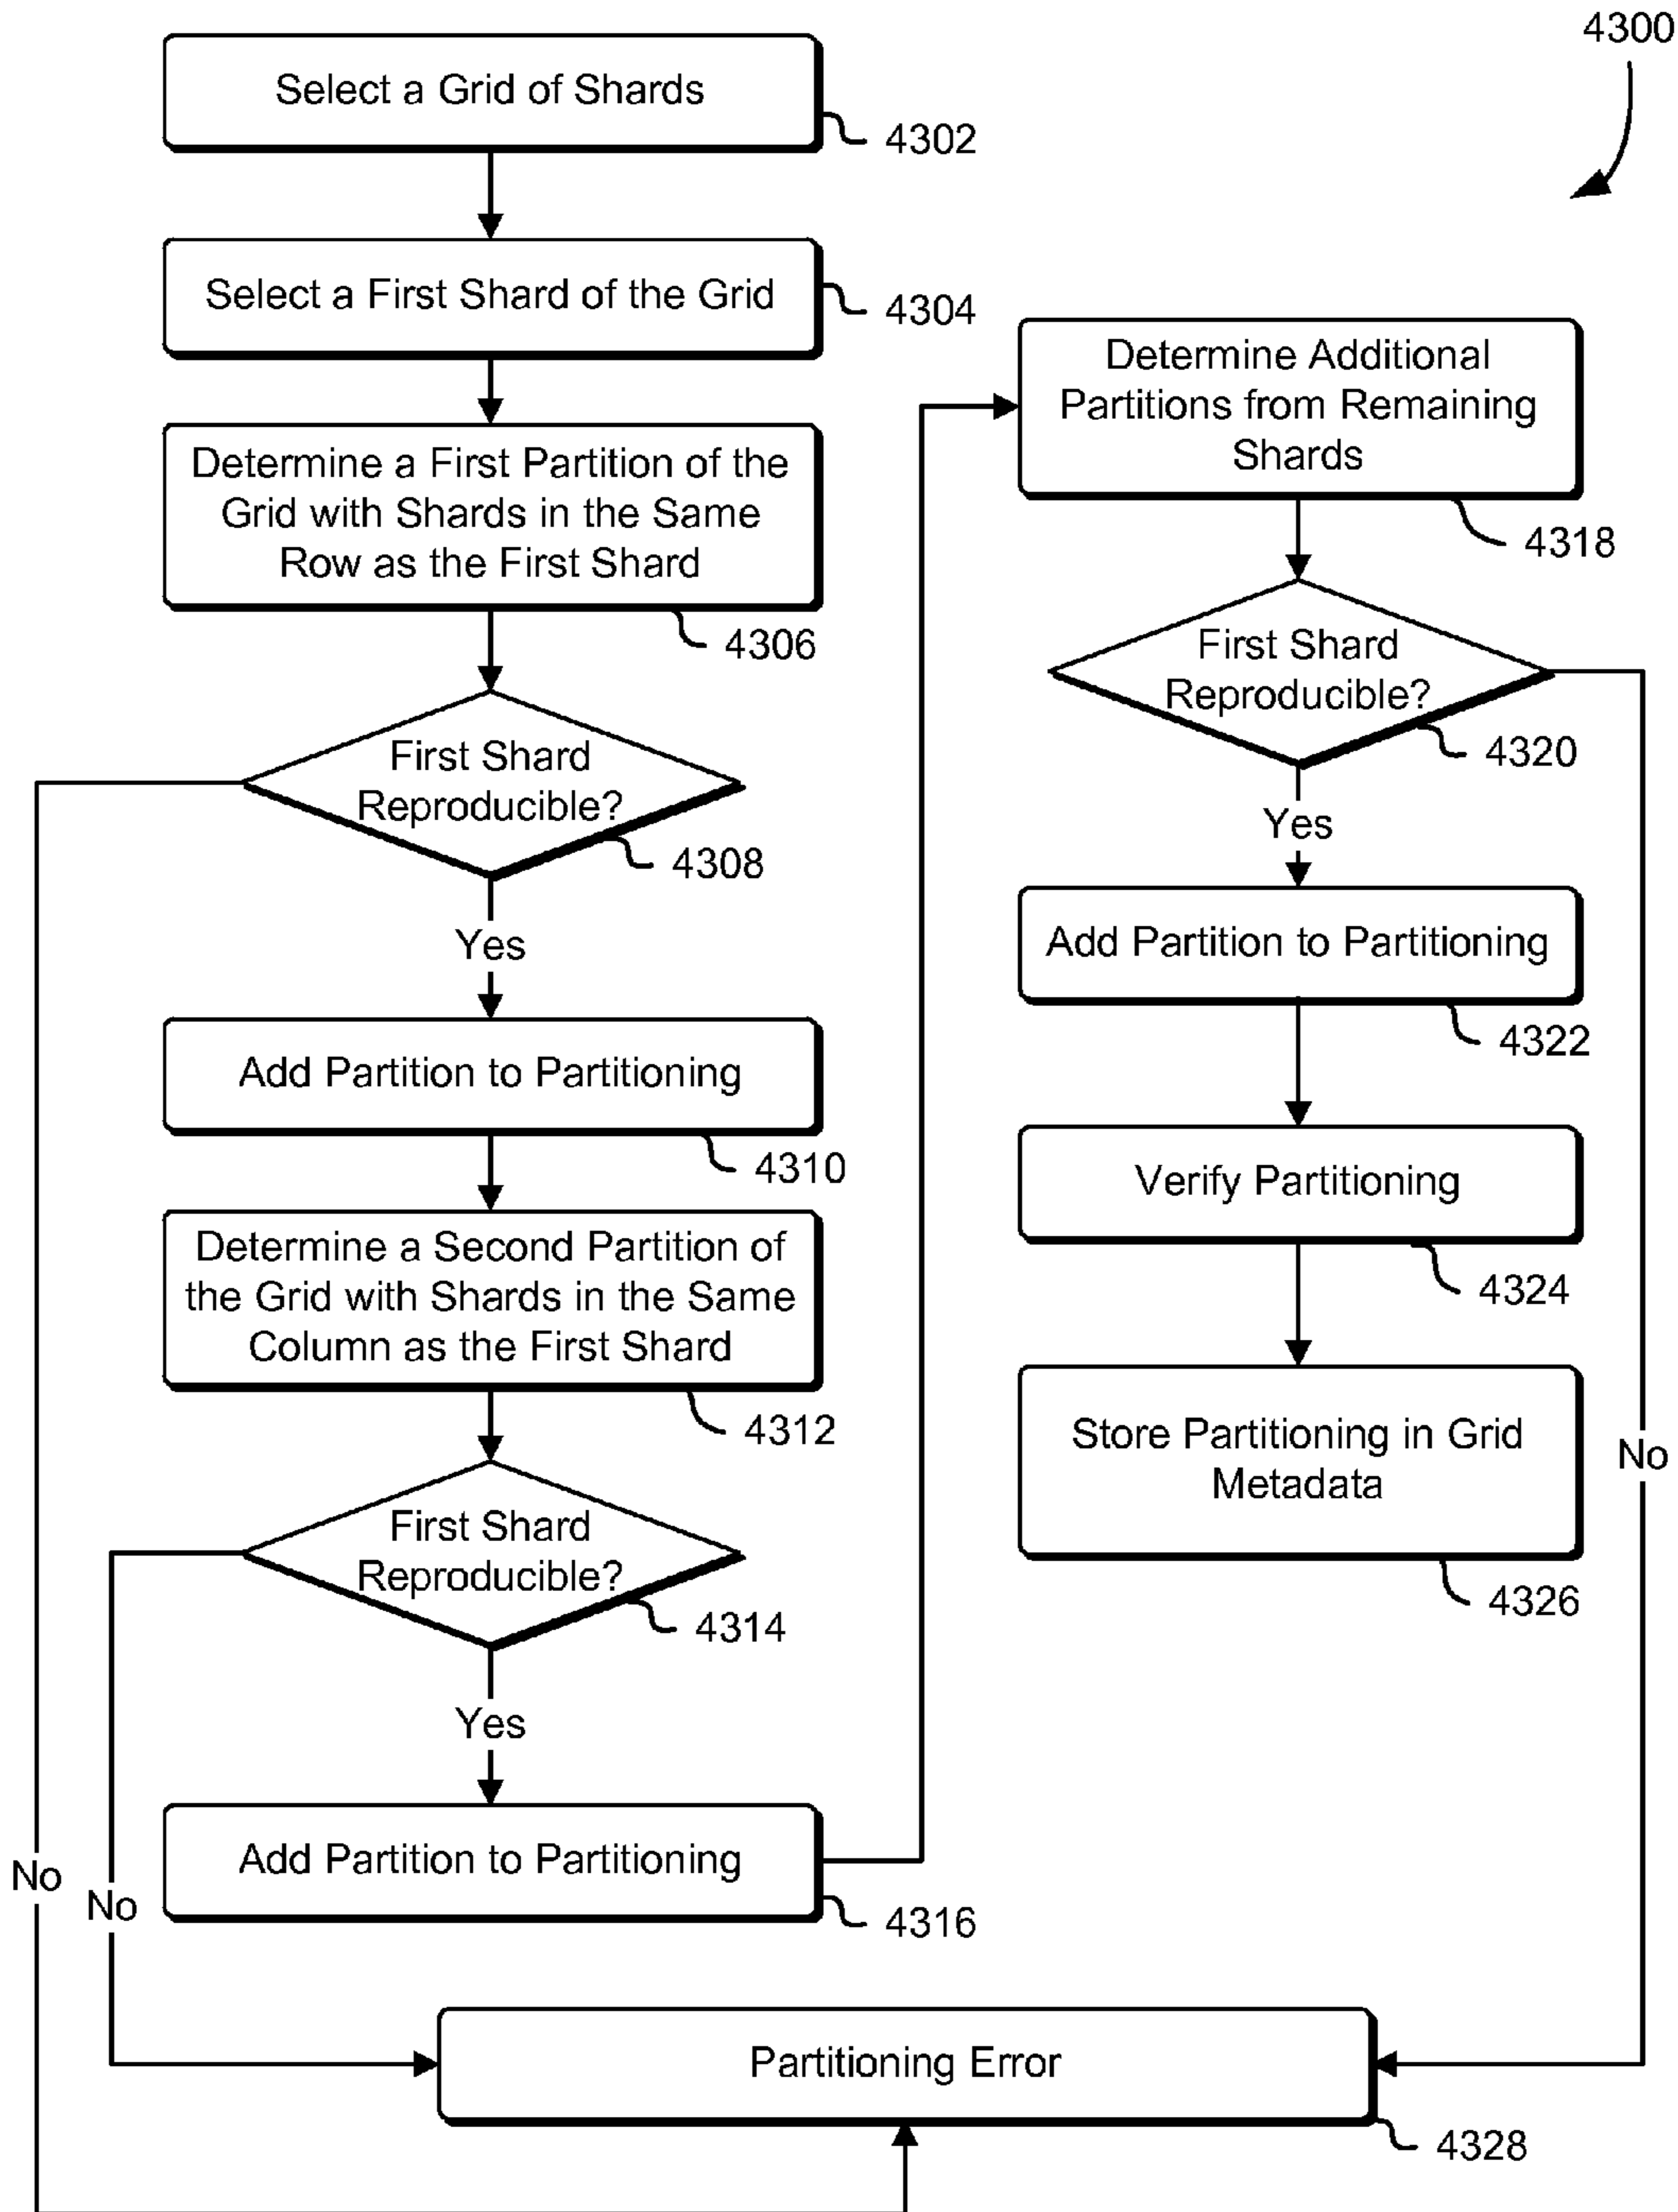 4300
Select a Grid of Shards
4302
Select a First Shard of the Grid
4304
Determine a First Partition of the
Grid with Shards in the Same
Row as the First Shard
4306
First Shard
Reproducible?
4308
Yes
Add Partition to Partitioning
4310
Determine a Second Partition of
the Grid with Shards in the Same
Column as the First Shard
4312
First Shard
Reproducible?
4314
Yes
Add Partition to Partitioning
4316
No
No
Determine Additional
Partitions from Remaining
Shards
4318
First Shard
Reproducible?
4320
Yes
Add Partition to Partitioning
4322
Verify Partitioning
4324
Store Partitioning in Grid
Metadata
4326
No
Partitioning Error
4328